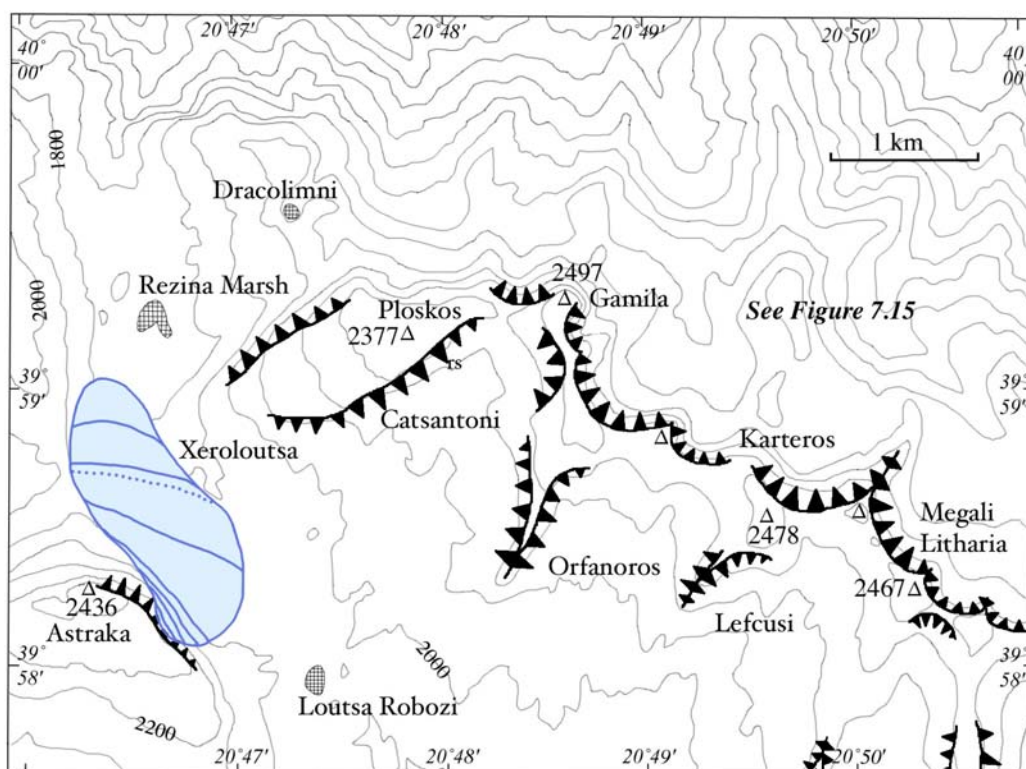 20°47'
20°48'
20°49'
20°50'
40°
00'
40°
00'
1800
1 km
Dracolimni
Rezina Marsh
2000
2497
Gamila
Ploskos
2377
See Figure 7.15
rs
39°
59'
39°
59'
Catsantoni
Xeroloutsa
Karteros
Megali
Litharia
2478
Orfanoros
2467
2436
Astraka
Lefcusi
39°
58'
39°
58'
2000
Loutsa Robozi
2200
20°47'
20°48'
20°49'
20°50'